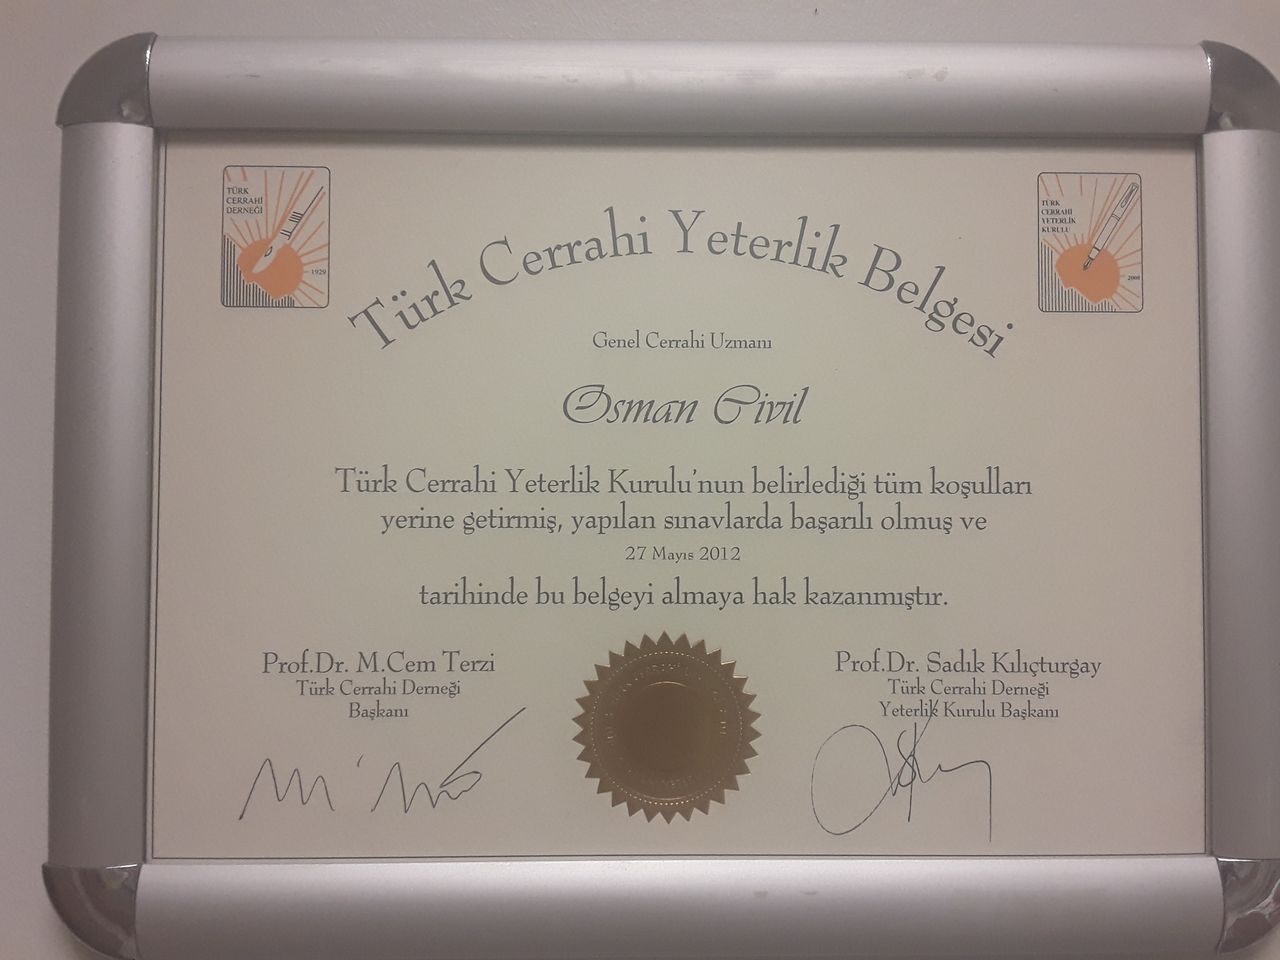 TÜRK
CERRAHİ
DERNEĞİ
1929
TÜRK
CERRAHİ
YETERLİK
KURULU
2000
Türk Cerrahi Yeterlik Belgesi
Genel Cerrahi Uzmanı
Osman Civil
Türk Cerrahi Yeterlik Kurulu'nun belirlediği tüm koşulları
yerine getirmiş, yapılan sınavlarda başarılı olmuş ve
27 Mayıs 2012
tarihinde bu belgeyi almaya hak kazanmıştır.
Prof.Dr. M.Cem Terzi
Türk Cerrahi Derneği
Başkanı
Prof.Dr. Sadık Kılıçturgay
Türk Cerrahi Derneği
Yeterlik Kurulu Başkanı